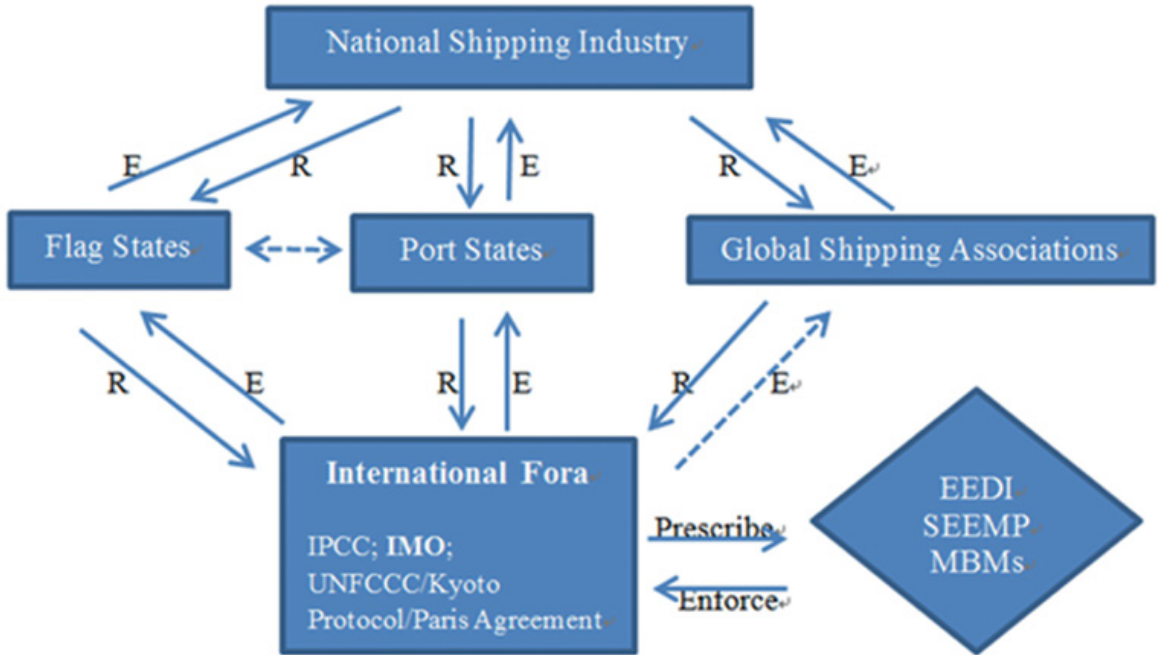 National Shipping Industry
E
R
R
E
R
E
Flag States
Port States
Global Shipping Associations
R
E
R
E
R
E
International Fora
IPCC; IMO;
UNFCCC/Kyoto
Protocol/Paris Agreement
Prescribe
Enforce
EEDI
SEEMP
MBMs